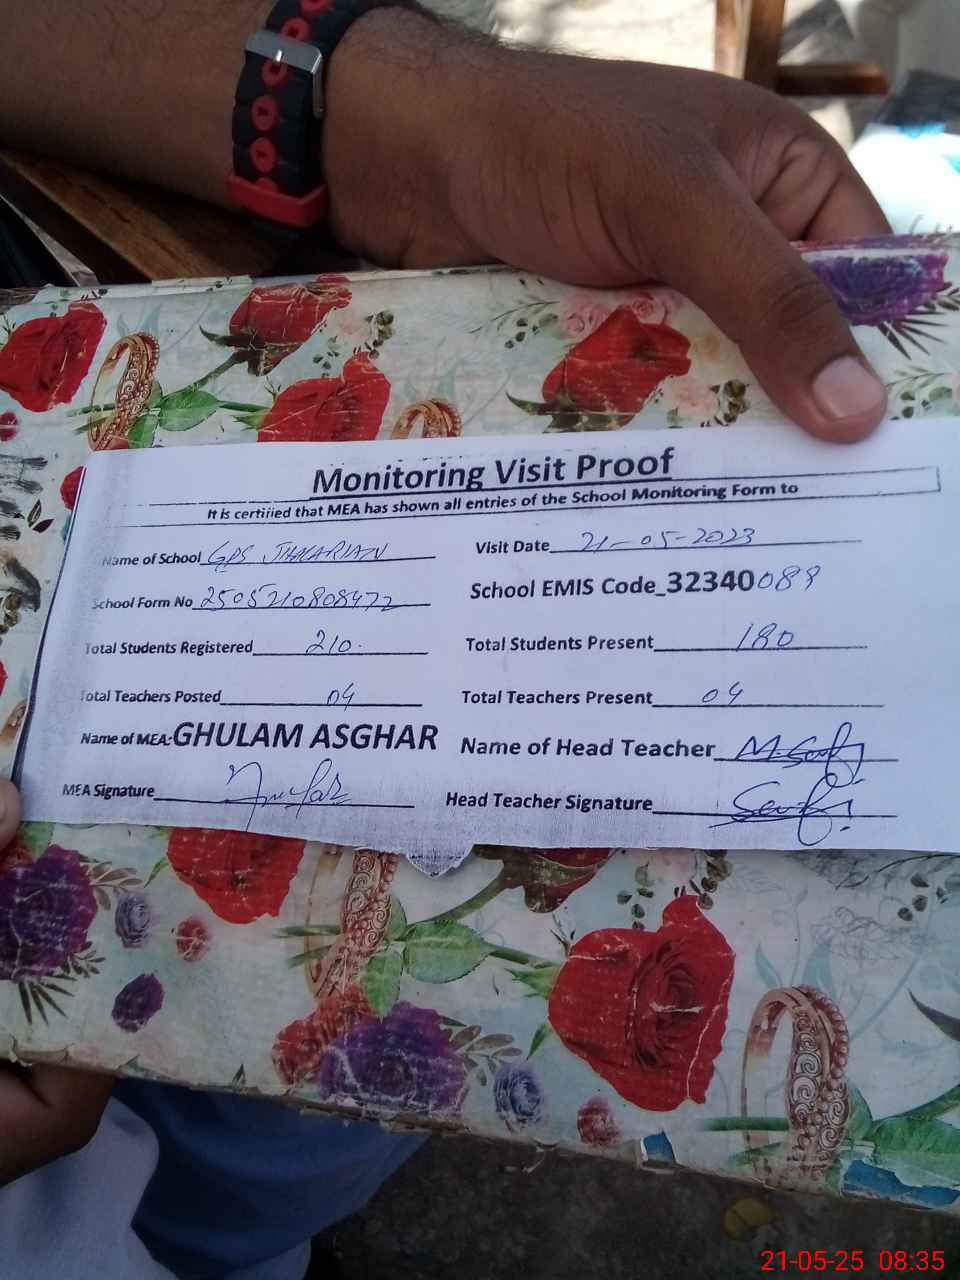 Monitoring Visit Proof
It is certified that MEA has shown all entries of the School Monitoring Form to
Name of School GPS JHAKARIAN Visit Date 21-05-2023
School Form No 2505210808472 School EMIS Code_32340089
Total Students Registered 210 Total Students Present 180
Total Teachers Posted 04 Total Teachers Present 04
Name of MEA:GHULAM ASGHAR Name of Head Teacher
MEA Signature Head Teacher Signature
21-05-25 08:35